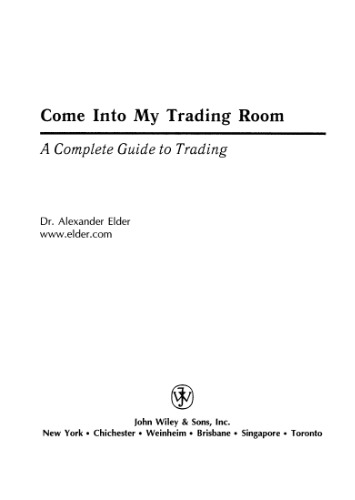 Come Into My Trading Room
A Complete Guide to Trading
Dr. Alexander Elder
www.elder.com
John Wiley & Sons, Inc.
New York • Chichester • Weinheim • Brisbane • Singapore • Toronto